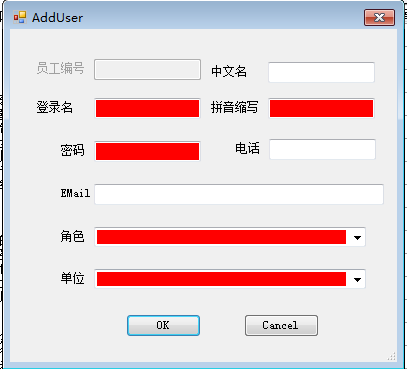 AddUser
员工编号 中文名
登录名 拼音缩写
密码 电话
EMail
角色
单位
OK Cancel